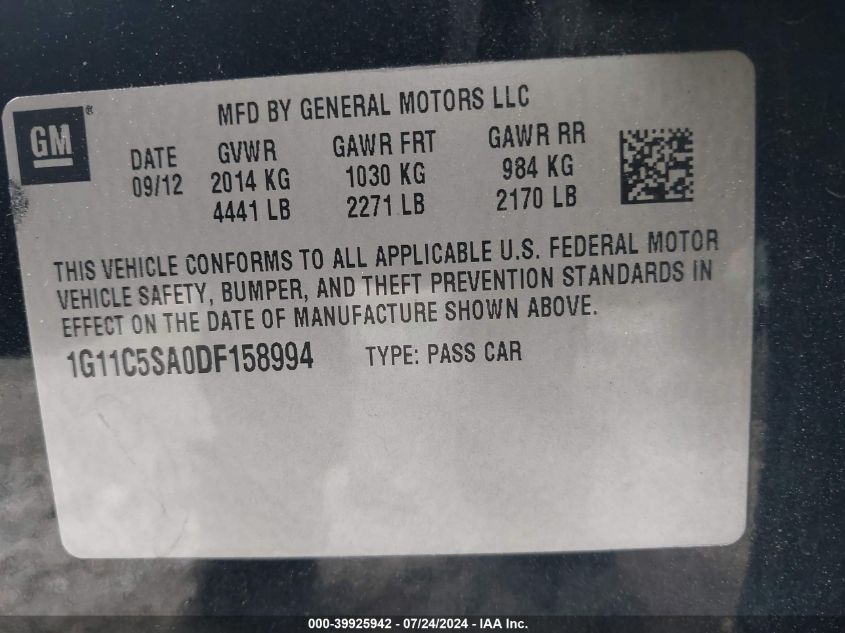 MFD BY GENERAL MOTORS LLC
GM ®
DATE GVWR GAWR FRT GAWR RR
09/12 2014 KG 1030 KG 984 KG
4441 LB 2271 LB 2170 LB
THIS VEHICLE CONFORMS TO ALL APPLICABLE U.S. FEDERAL MOTOR
VEHICLE SAFETY, BUMPER, AND THEFT PREVENTION STANDARDS IN
EFFECT ON THE DATE OF MANUFACTURE SHOWN ABOVE.
1G11C5SA0DF158994 TYPE: PASS CAR
000-39925942 - 07/24/2024 - IAA Inc.